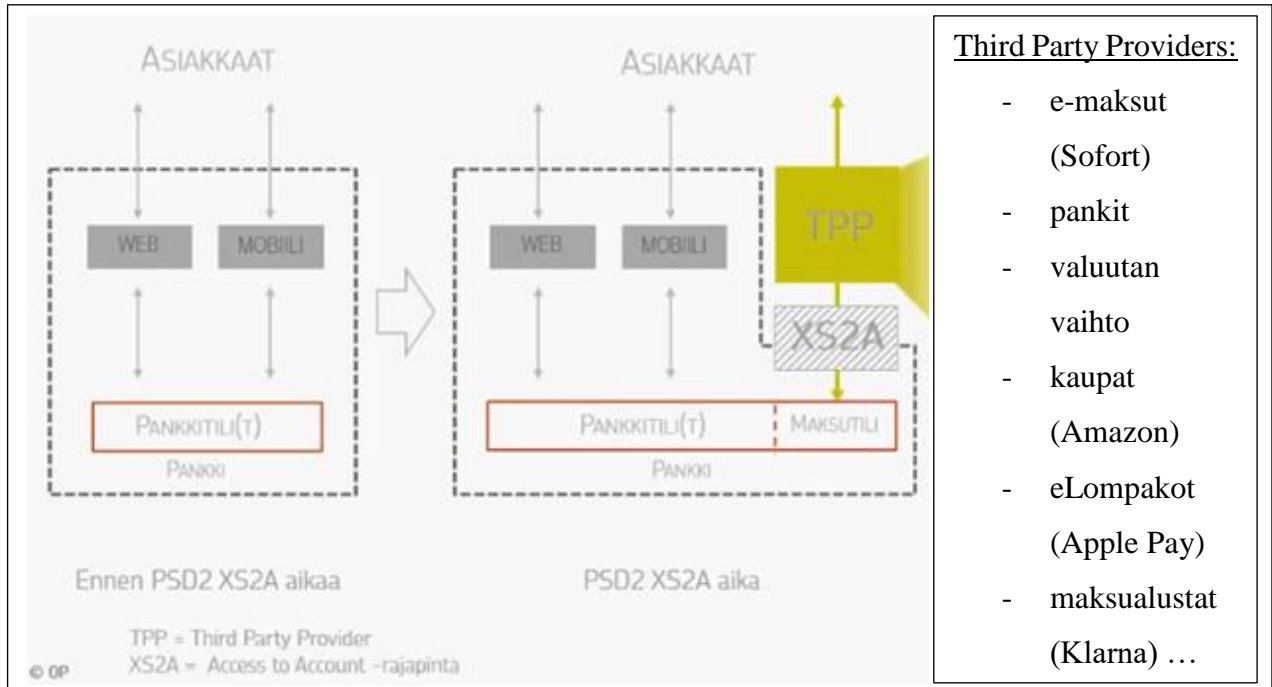 ASIAKKAAT
WEB
MOBIILI
PANKKITILI(T)
PANKKI
Ennen PSD2 XS2A aikaa
ASIAKKAAT
WEB
MOBIILI
TPP
XS2A
PANKKITILI(T)
MAKSUTILI
PANKKI
PSD2 XS2A aika
TPP = Third Party Provider
XS2A = Access to Account -rajapinta
© OP
Third Party Providers:
- e-maksut
(Sofort)
- pankit
- valuutan
vaihto
- kaupat
(Amazon)
- eLompakot
(Apple Pay)
- maksualustat
(Klarna) …